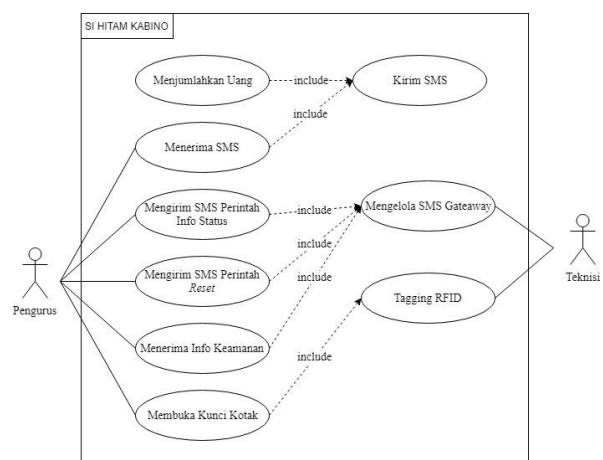 SI HITAM KABINO
Menjumlahkan Uang
include
Kirim SMS
include
Menerima SMS
Mengirim SMS Perintah
Info Status
include
Mengelola SMS Gateaway
include
Mengirim SMS Perintah
Reset
include
Pengurus
Teknisi
Tagging RFID
Menerima Info Keamanan
include
Membuka Kunci Kotak